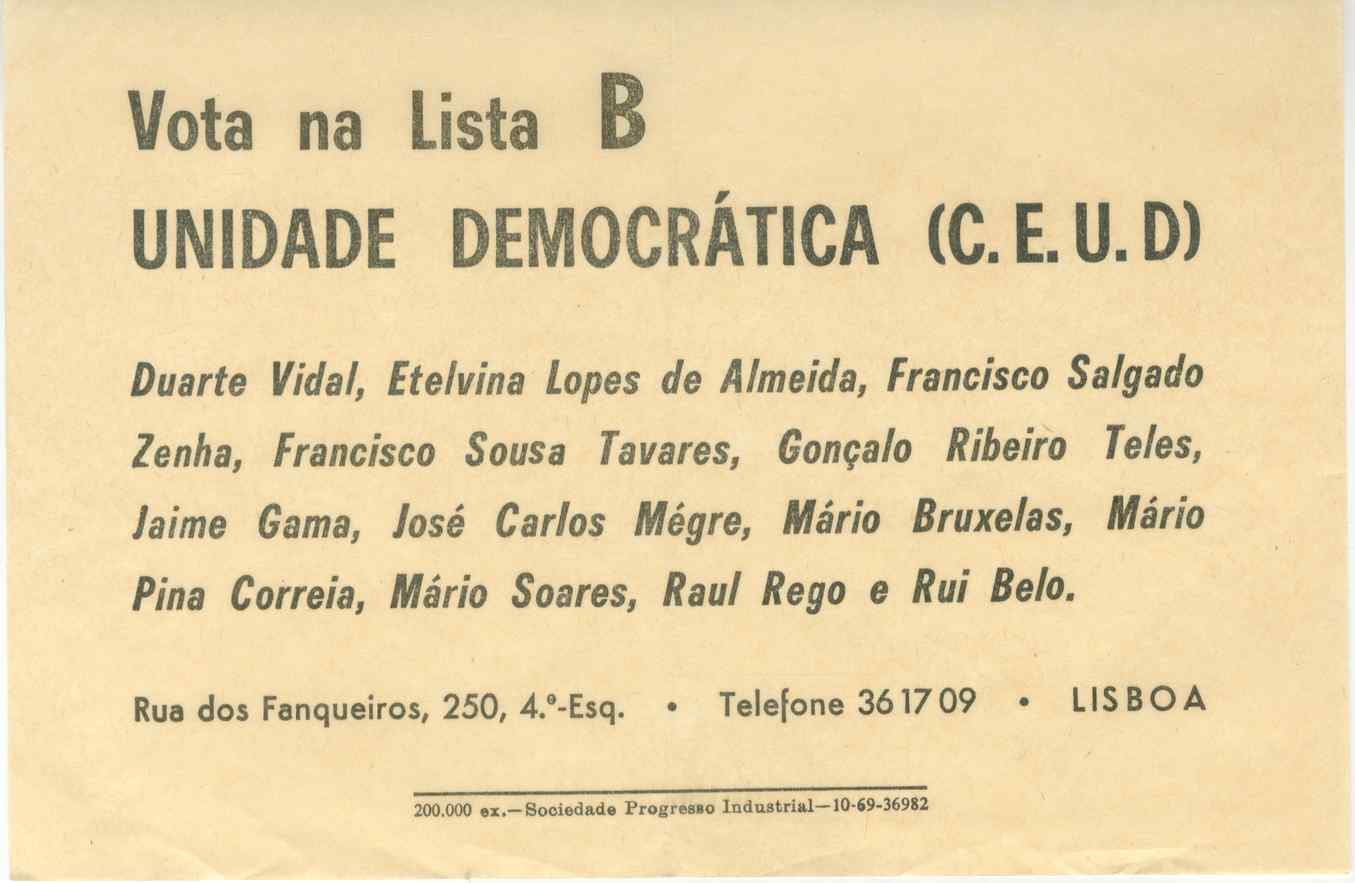 Vota na Lista B
UNIDADE DEMOCRÁTICA (C. E. U. D)
Duarte Vidal, Etelvina Lopes de Almeida, Francisco Salgado
Zenha, Francisco Sousa Tavares, Gonçalo Ribeiro Teles,
Jaime Gama, José Carlos Mégre, Mário Bruxelas, Mário
Pina Correia, Mário Soares, Raul Rego e Rui Belo.
Rua dos Fanqueiros, 250, 4.º-Esq. • Telefone 36 17 09 • LISBOA
200.000 ex.—Sociedade Progresso Industrial—10-69-36982